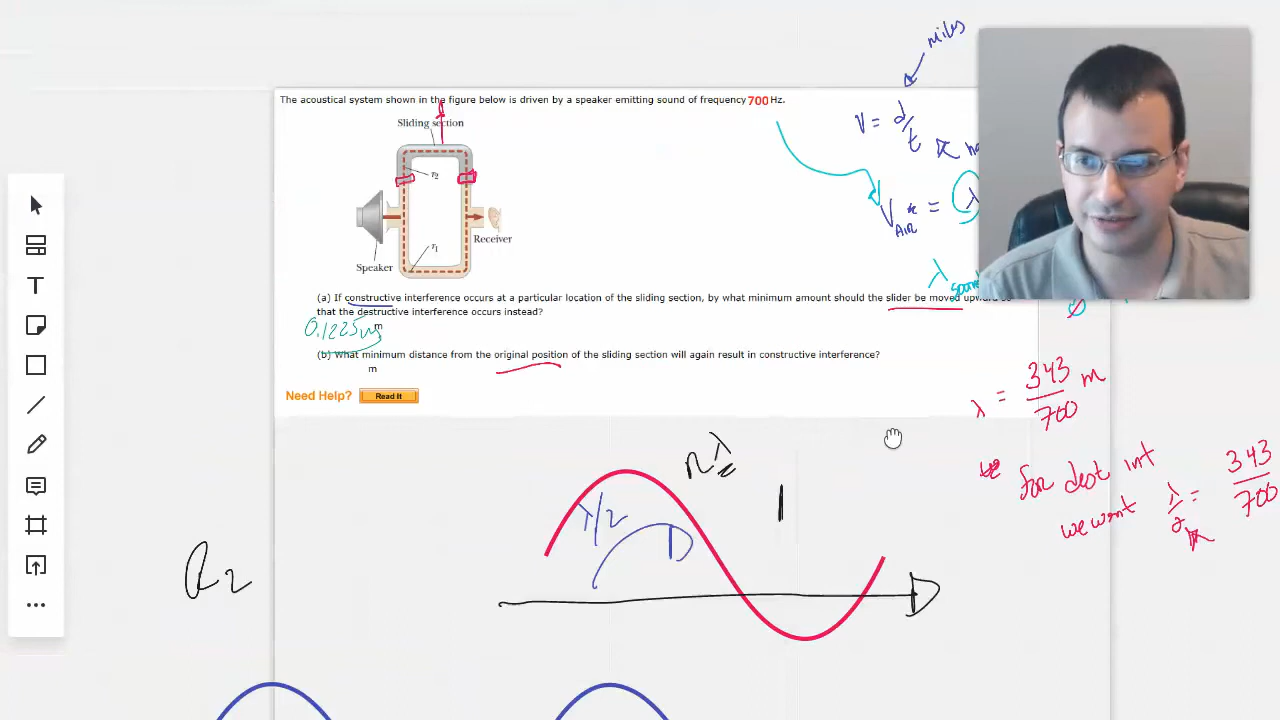 miles
The acoustical system shown in the figure below is driven by a speaker emitting sound of frequency 700 Hz.
V = d/t
Sliding section
r2
V AIR = λ
Receiver
r1
Speaker
λ
(a) If constructive interference occurs at a particular location of the sliding section, by what minimum amount should the slider be moved
that the destructive interference occurs instead?
0.1225m
m
(b) What minimum distance from the original position of the sliding section will again result in constructive interference?
m
λ = 343/700 m
Need Help? Read It
nλ
For dest int
we want λ/2 = 343/700
λ/2
R2
T